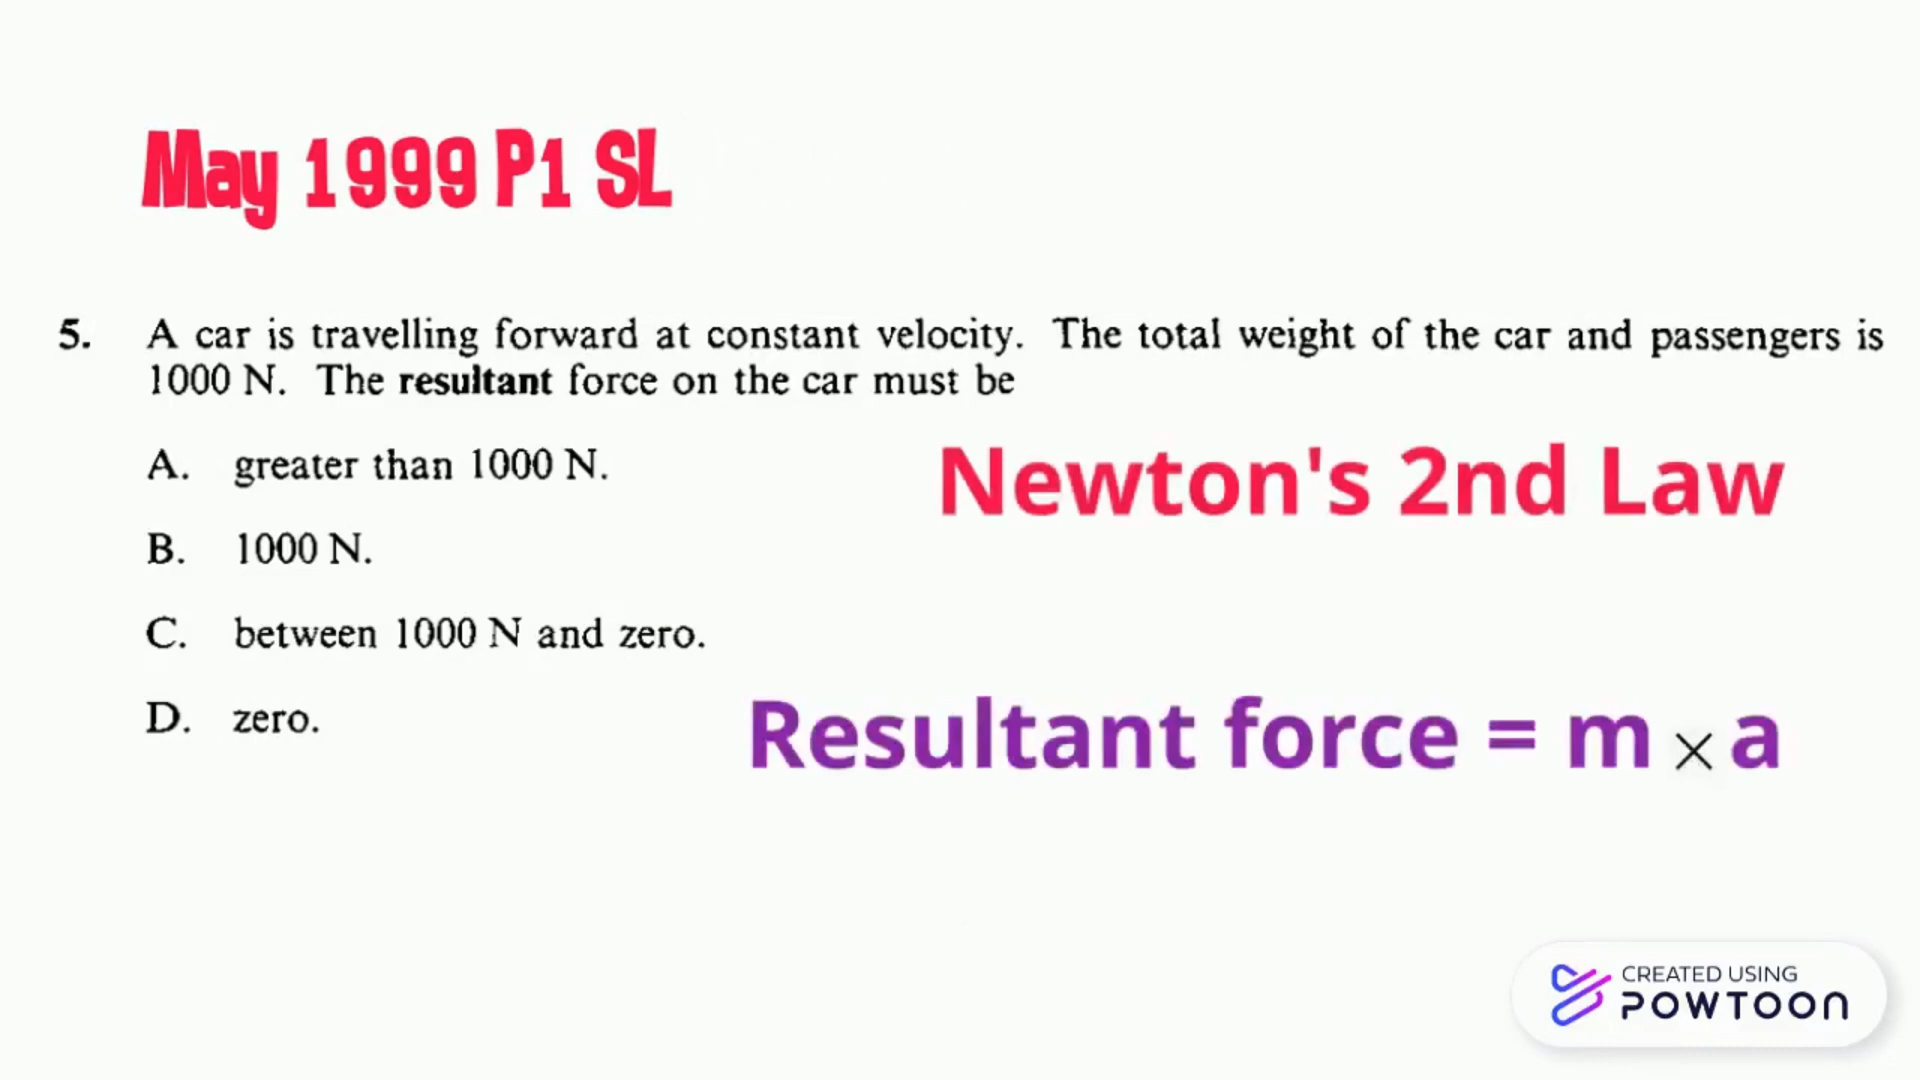 May 1999 P1 SL
5. A car is travelling forward at constant velocity. The total weight of the car and passengers is
1000 N. The resultant force on the car must be
A. greater than 1000 N.
Newton's 2nd Law
B. 1000 N.
C. between 1000 N and zero.
D. zero.
Resultant force = m × a
CREATED USING
POWTOON